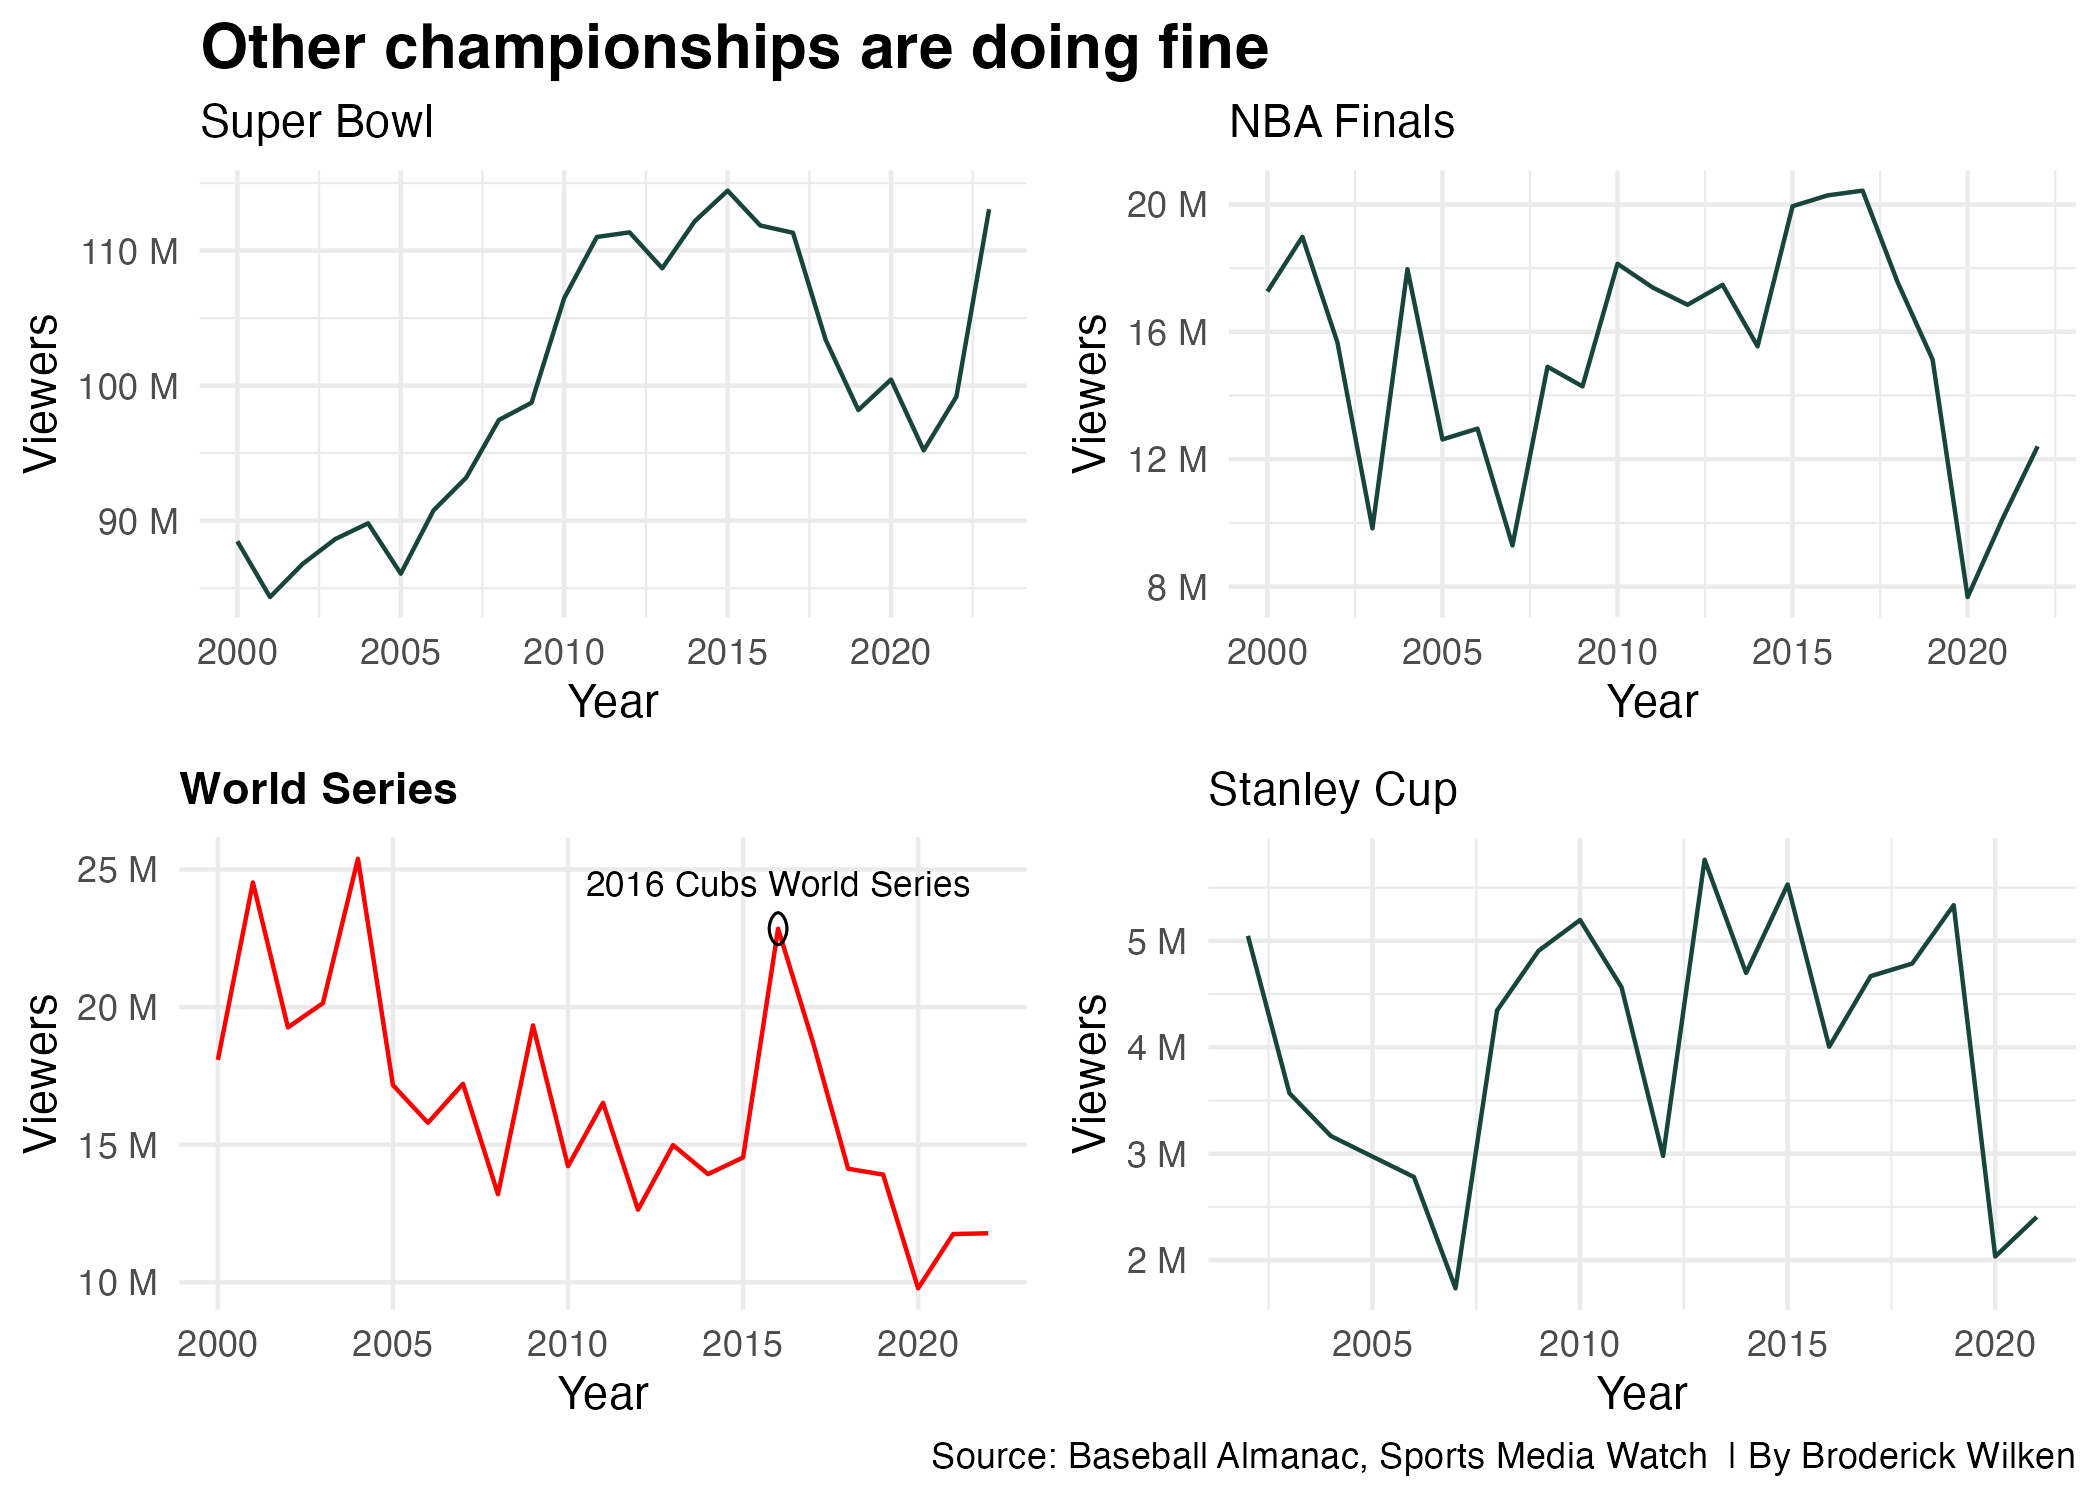 Other championships are doing fine
Super Bowl
Viewers
110 M
100 M
90 M
2000 2005 2010 2015 2020
Year
NBA Finals
Viewers
20 M
16 M
12 M
8 M
2000 2005 2010 2015 2020
Year
World Series
Viewers
25 M
20 M
15 M
10 M
2016 Cubs World Series
2000 2005 2010 2015 2020
Year
Stanley Cup
Viewers
5 M
4 M
3 M
2 M
2005 2010 2015 2020
Year
Source: Baseball Almanac, Sports Media Watch | By Broderick Wilken